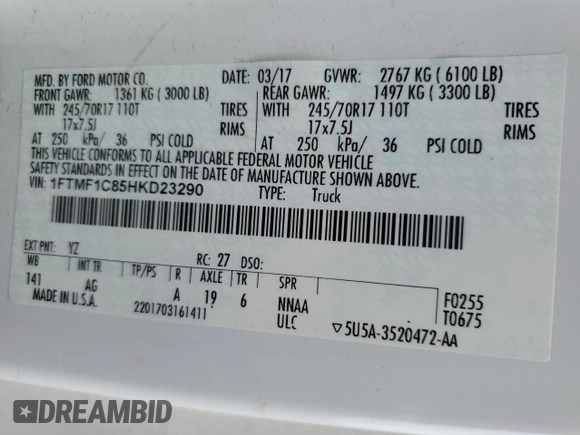 MFD. BY FORD MOTOR CO. DATE: 03/17 GVWR: 2767 KG ( 6100 LB)
FRONT GAWR: 1361 KG ( 3000 LB) REAR GAWR: 1497 KG ( 3300 LB)
WITH 245/70R17 110T TIRES WITH 245/70R17 110T TIRES
17x7.5J RIMS 17x7.5J RIMS
AT 250 kPa/ 36 PSI COLD AT 250 kPa/ 36 PSI COLD
THIS VEHICLE CONFORMS TO ALL APPLICABLE FEDERAL MOTOR VEHICLE
SAFETY STANDARDS IN EFFECT ON THE DATE OF MANUFACTURE SHOWN ABOVE.
VIN: 1FTMF1C85HKD23290 TYPE: Truck
EXT PNT: YZ RC: 27 DSO:
WB INT TR TP/PS R AXLE TR SPR
141 AG A 19 6 NNAA F0255
MADE IN U.S.A. 2201703161411 ULC ▽5U5A-3520472-AA T0675
DREAMBID